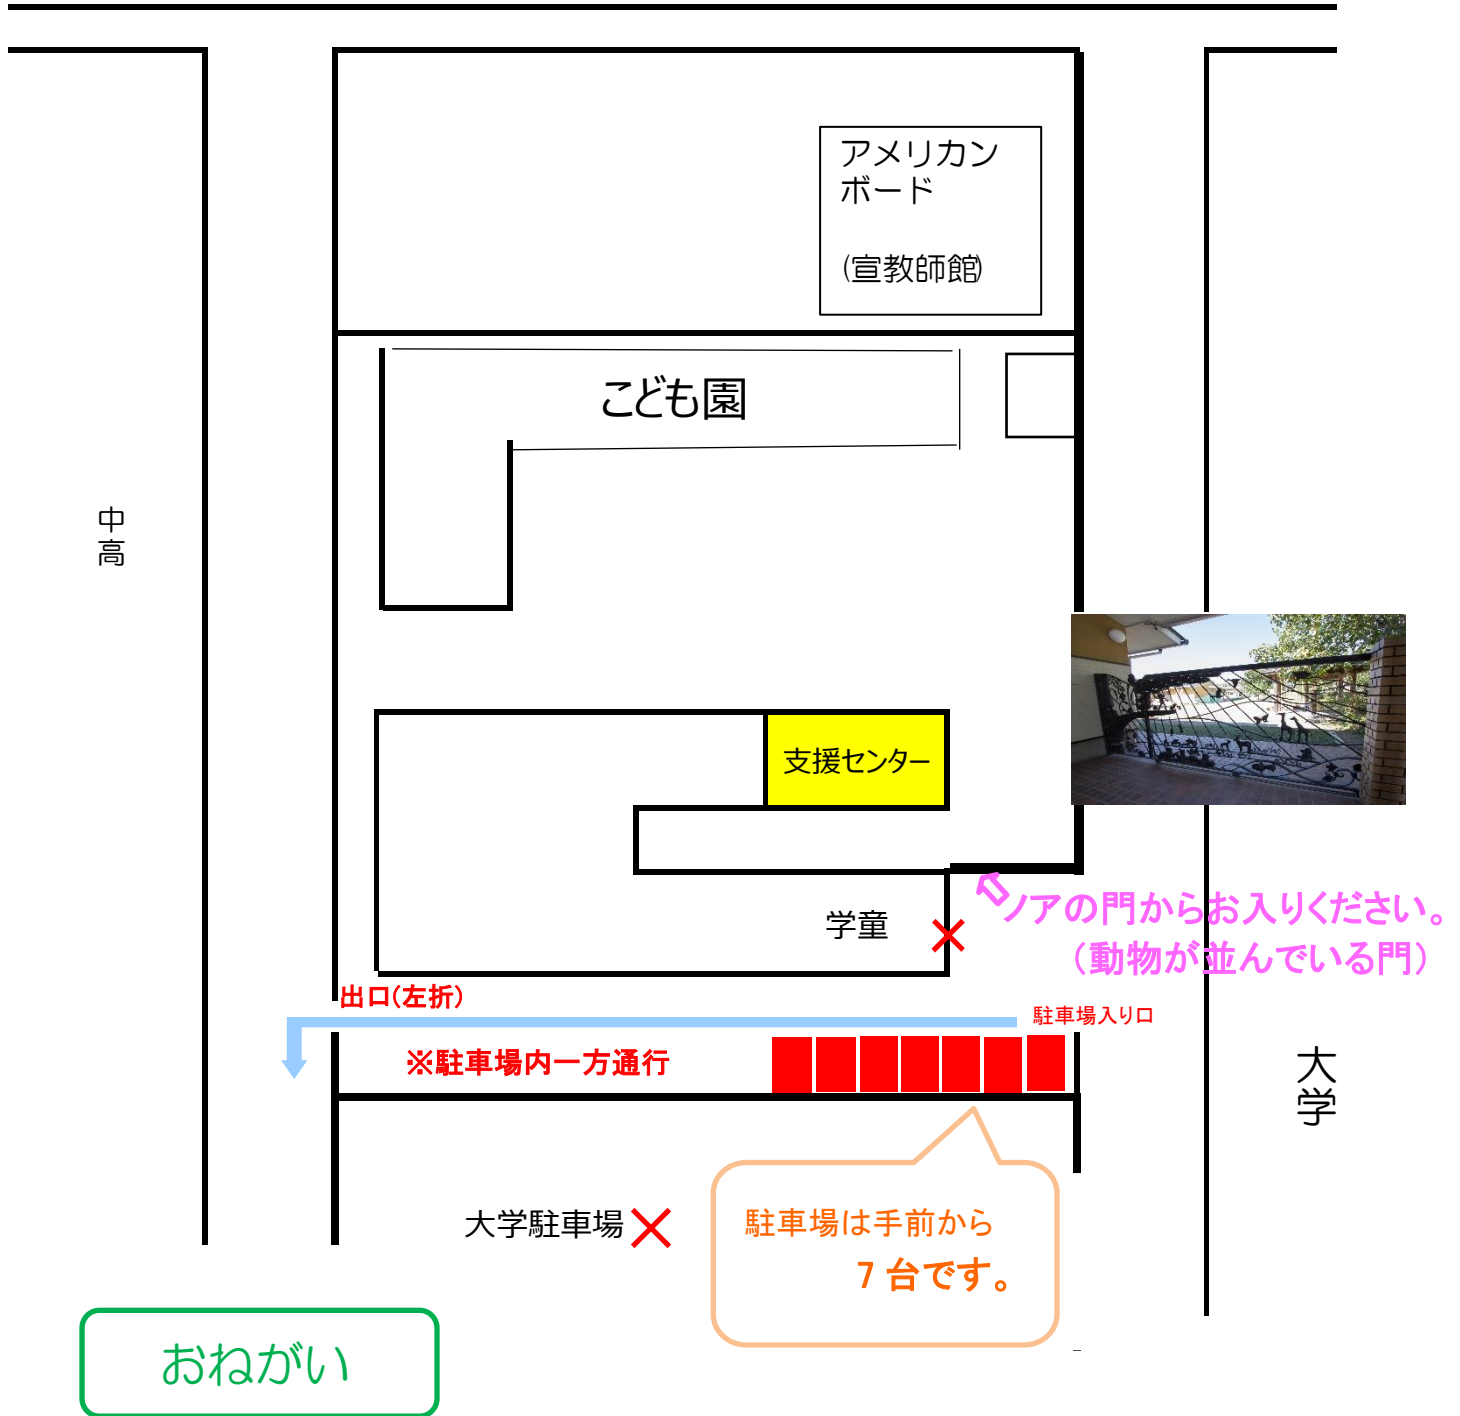 アメリカン
ボード
(宣教師館)
こども園
中
高
支援センター
ノアの門からお入りください。
学童
(動物が並んでいる門)
出口(左折)
駐車場入り口
※駐車場内一方通行
大
学
大学駐車場
駐車場は手前から
7台です。
おねがい